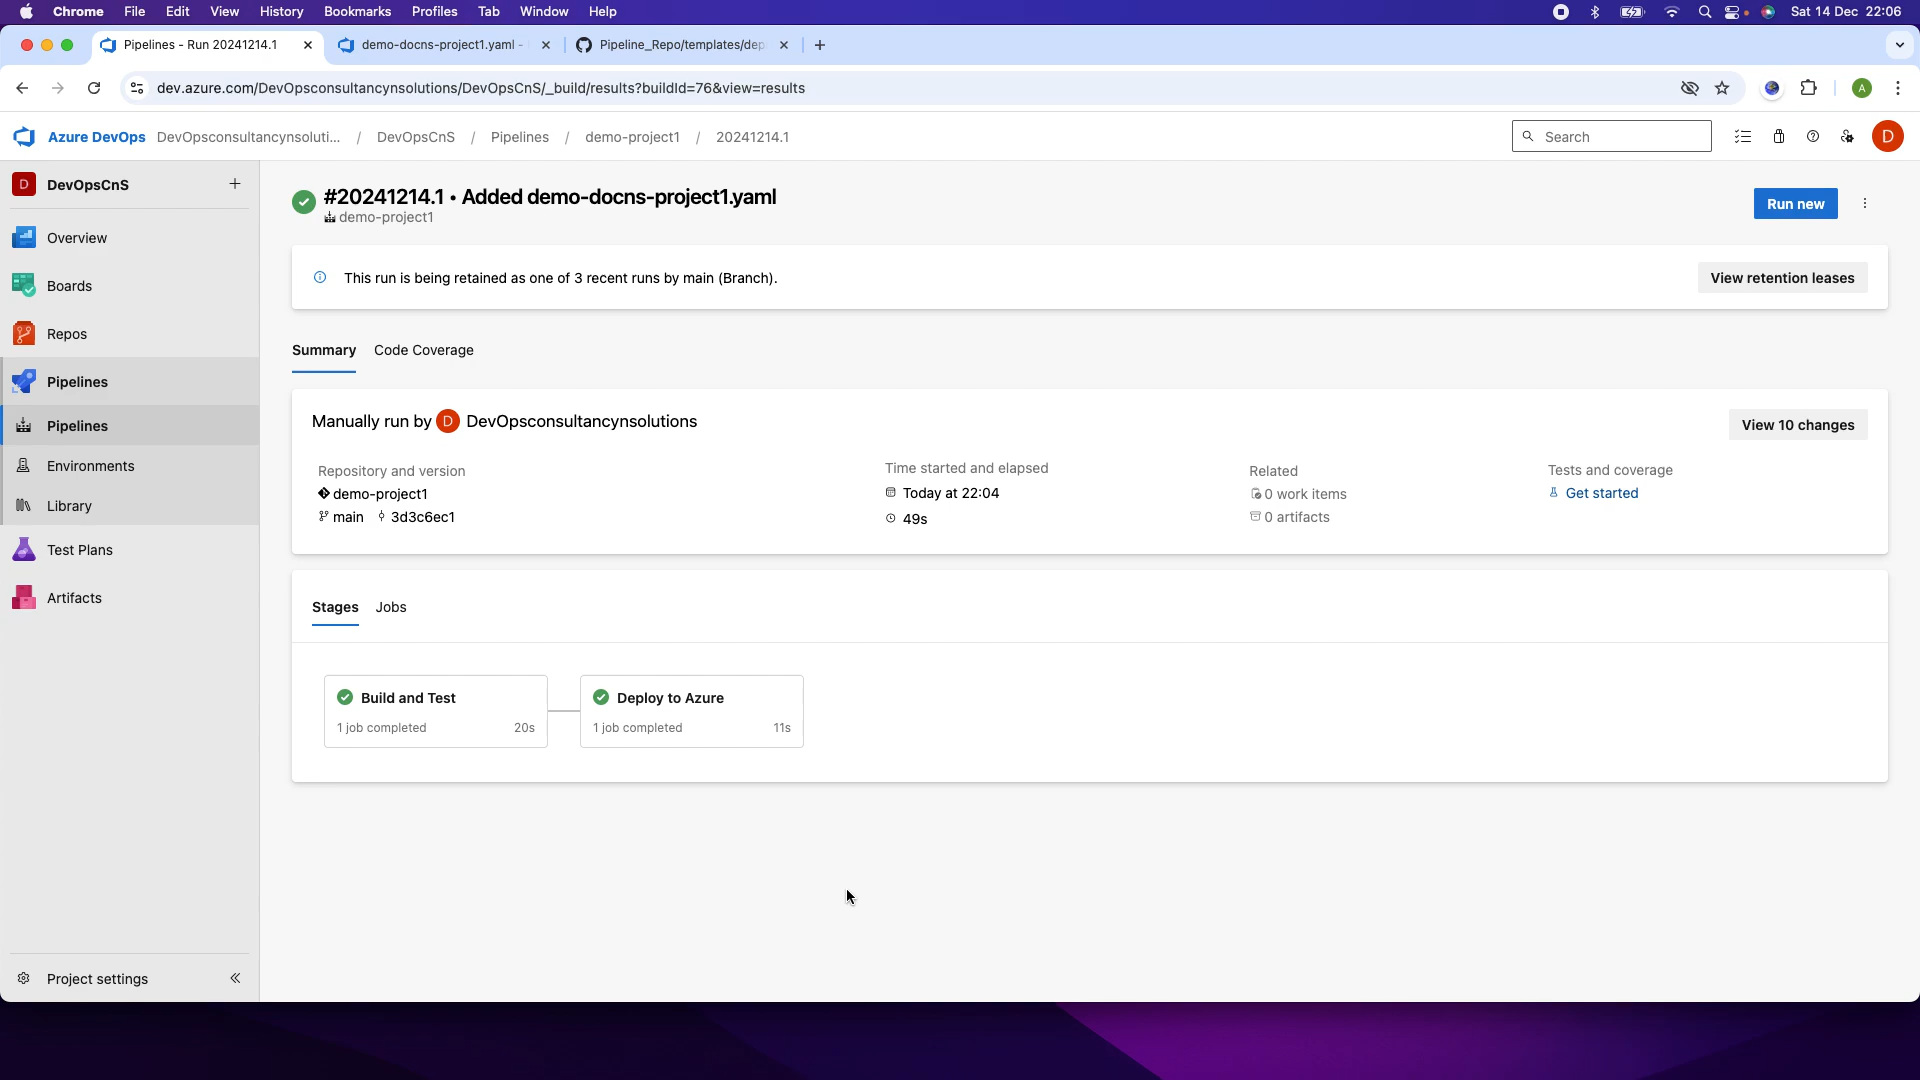 Chrome File Edit View History Bookmarks Profiles Tab Window Help Sat 14 Dec 22:06
Pipelines - Run 20241214.1 demo-docns-project1.yaml - Pipeline_Repo/templates/dep
dev.azure.com/DevOpsconsultancynsolutions/DevOpsCnS/_build/results?buildId=76&view=results A
Azure DevOps DevOpsconsultancynsoluti... / DevOpsCnS / Pipelines / demo-project1 / 20241214.1 Search D
D DevOpsCnS
Overview
Boards
Repos
Pipelines
Pipelines
Environments
Library
Test Plans
Artifacts
Project settings
#20241214.1 • Added demo-docns-project1.yaml
demo-project1
Run new
This run is being retained as one of 3 recent runs by main (Branch).
View retention leases
Summary Code Coverage
Manually run by D DevOpsconsultancynsolutions
View 10 changes
Repository and version
demo-project1
main 3d3c6ec1
Time started and elapsed
Today at 22:04
49s
Related
0 work items
0 artifacts
Tests and coverage
Get started
Stages Jobs
Build and Test
1 job completed 20s
Deploy to Azure
1 job completed 11s